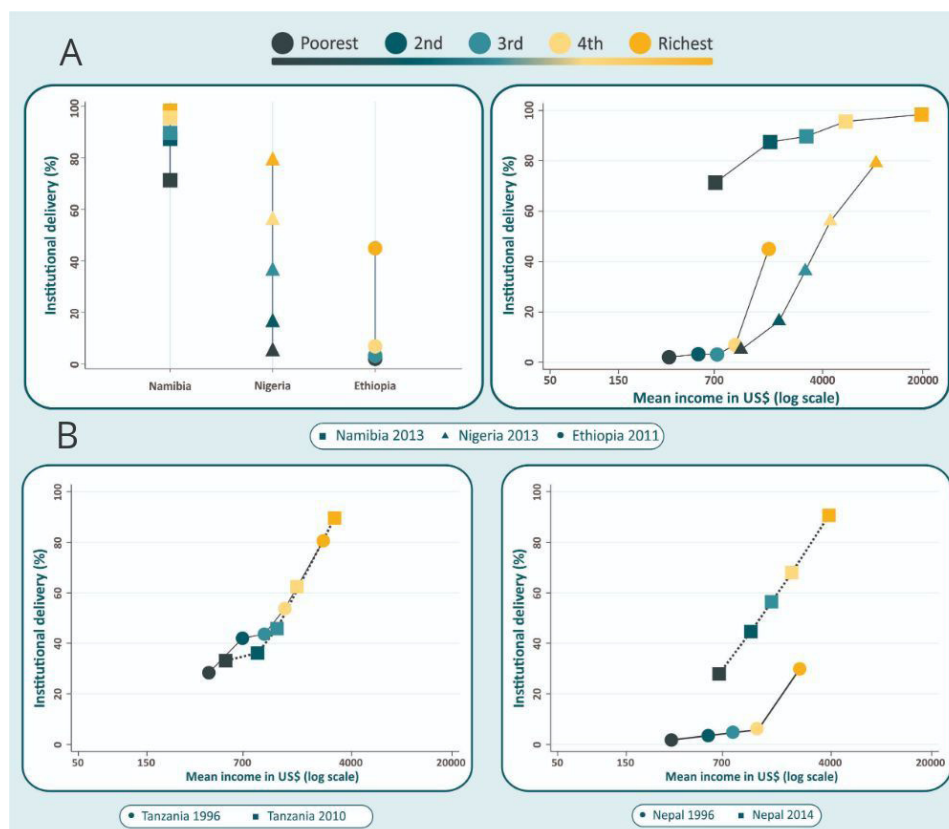 A
Poorest 2nd 3rd 4th Richest
Institutional delivery (%)
100
80
60
40
20
0
Namibia Nigeria Ethiopia
Institutional delivery (%)
100
80
60
40
20
0
50 150 700 4000 20000
Mean income in US$ (log scale)
Namibia 2013 Nigeria 2013 Ethiopia 2011
B
Institutional delivery (%)
100
80
60
40
20
0
50 150 700 4000 20000
Mean income in US$ (log scale)
Tanzania 1996 Tanzania 2010
Institutional delivery (%)
100
80
60
40
20
0
50 150 700 4000 20000
Mean income in US$ (log scale)
Nepal 1996 Nepal 2014